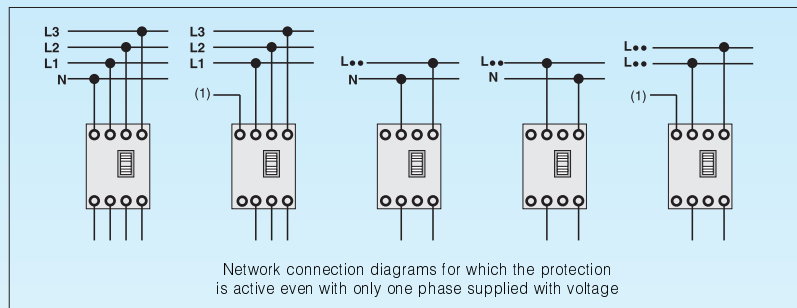 L3
L2
L1
N
L3
L2
L1
(1)
L••
N
L••
N
L••
L••
(1)
Network connection diagrams for which the protection
is active even with only one phase supplied with voltage